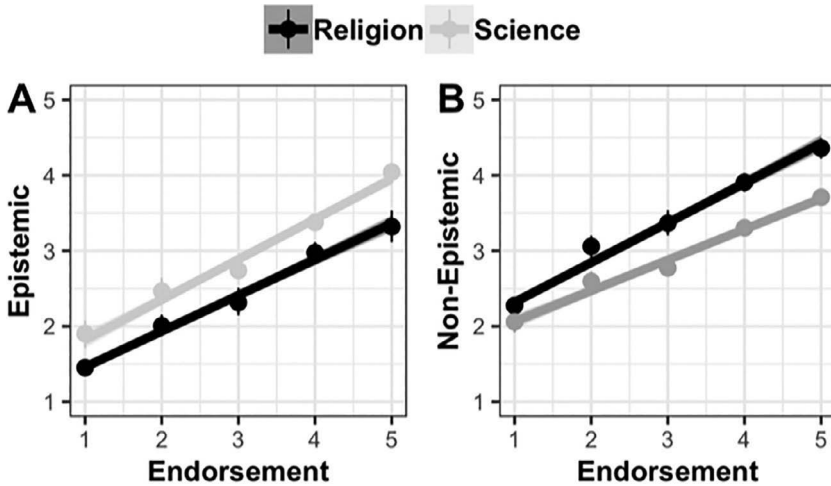 Religion Science
A
B
5
4
3
2
1
Epistemic
1 2 3 4 5
Endorsement
5
4
3
2
1
Non-Epistemic
1 2 3 4 5
Endorsement